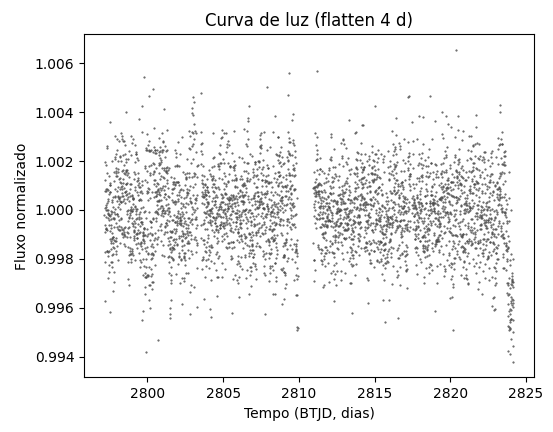 Curva de luz (flatten 4 d)
Fluxo normalizado
1.006
1.004
1.002
1.000
0.998
0.996
0.994
2800 2805 2810 2815 2820 2825
Tempo (BTJD, dias)